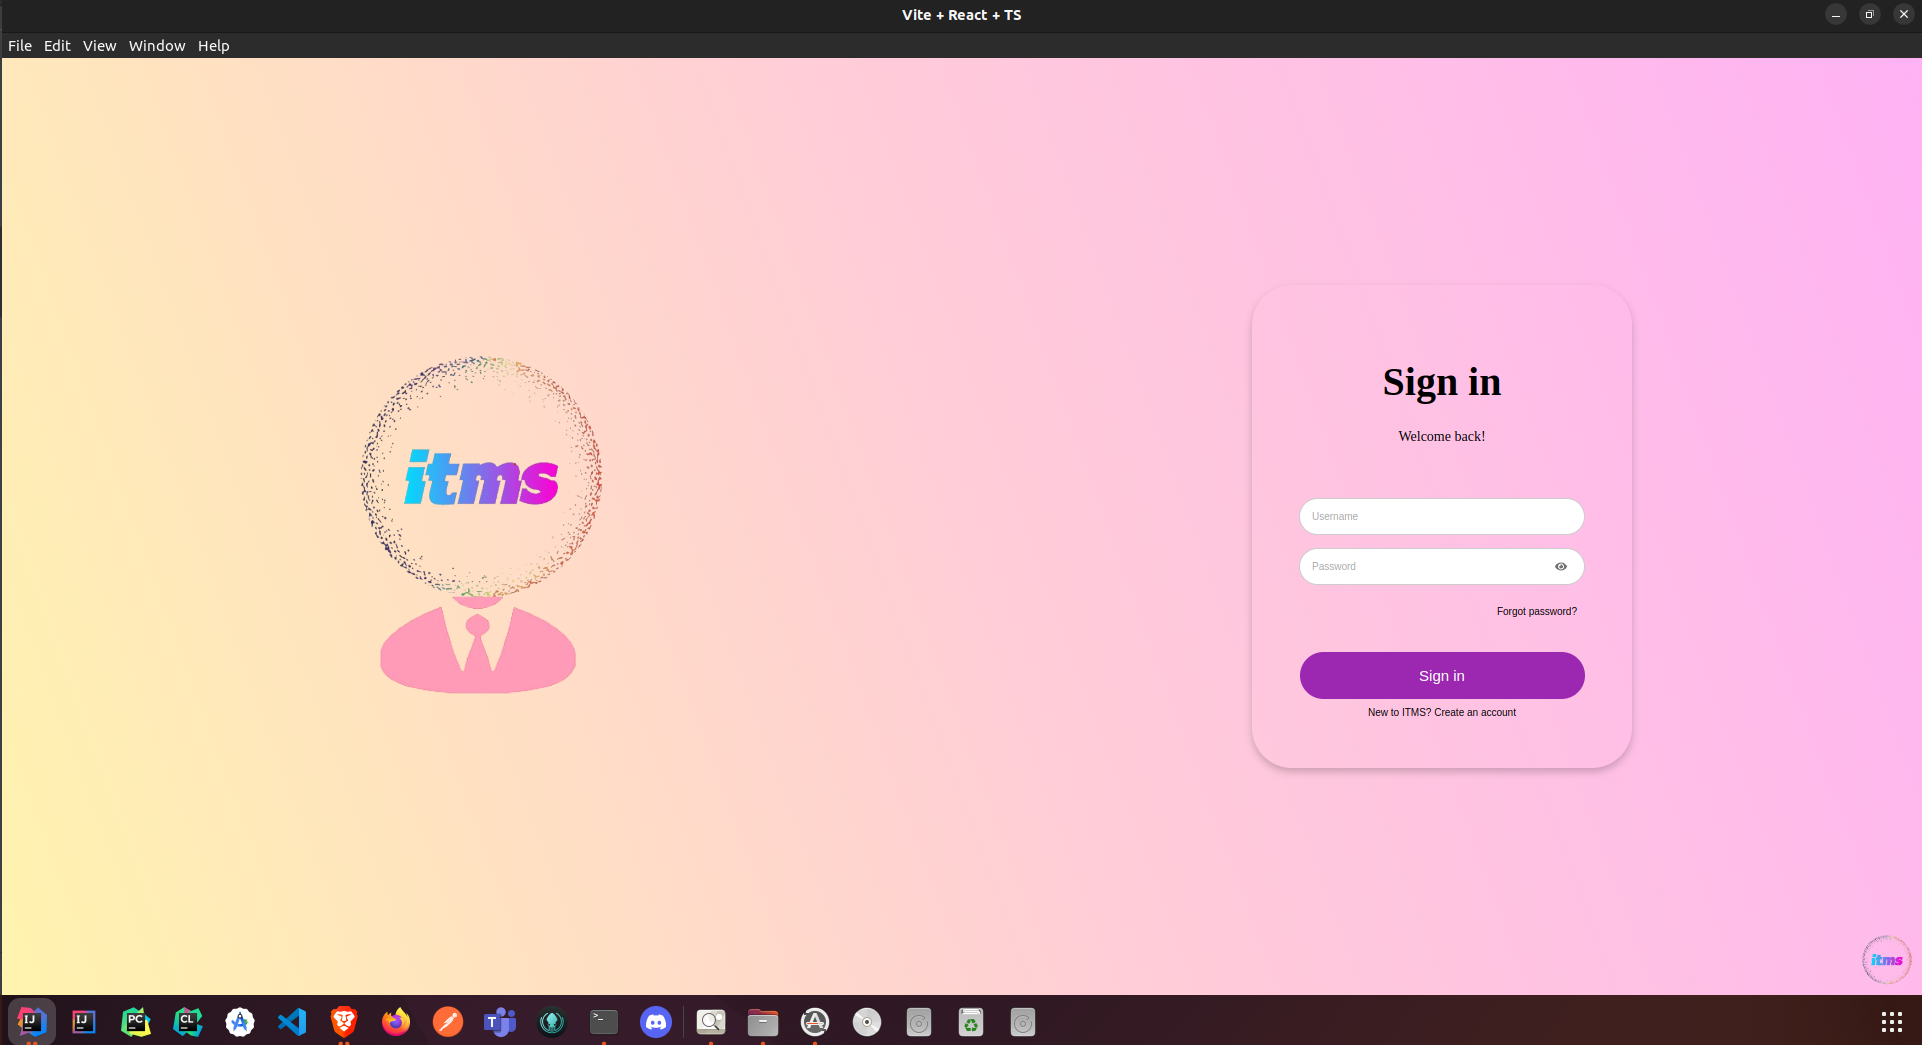 Vite + React + TS
File Edit View Window Help
itms
Sign in
Welcome back!
Username
Password
Forgot password?
Sign in
New to ITMS? Create an account
itms
IJ
IJ
PC
CL
T
>_